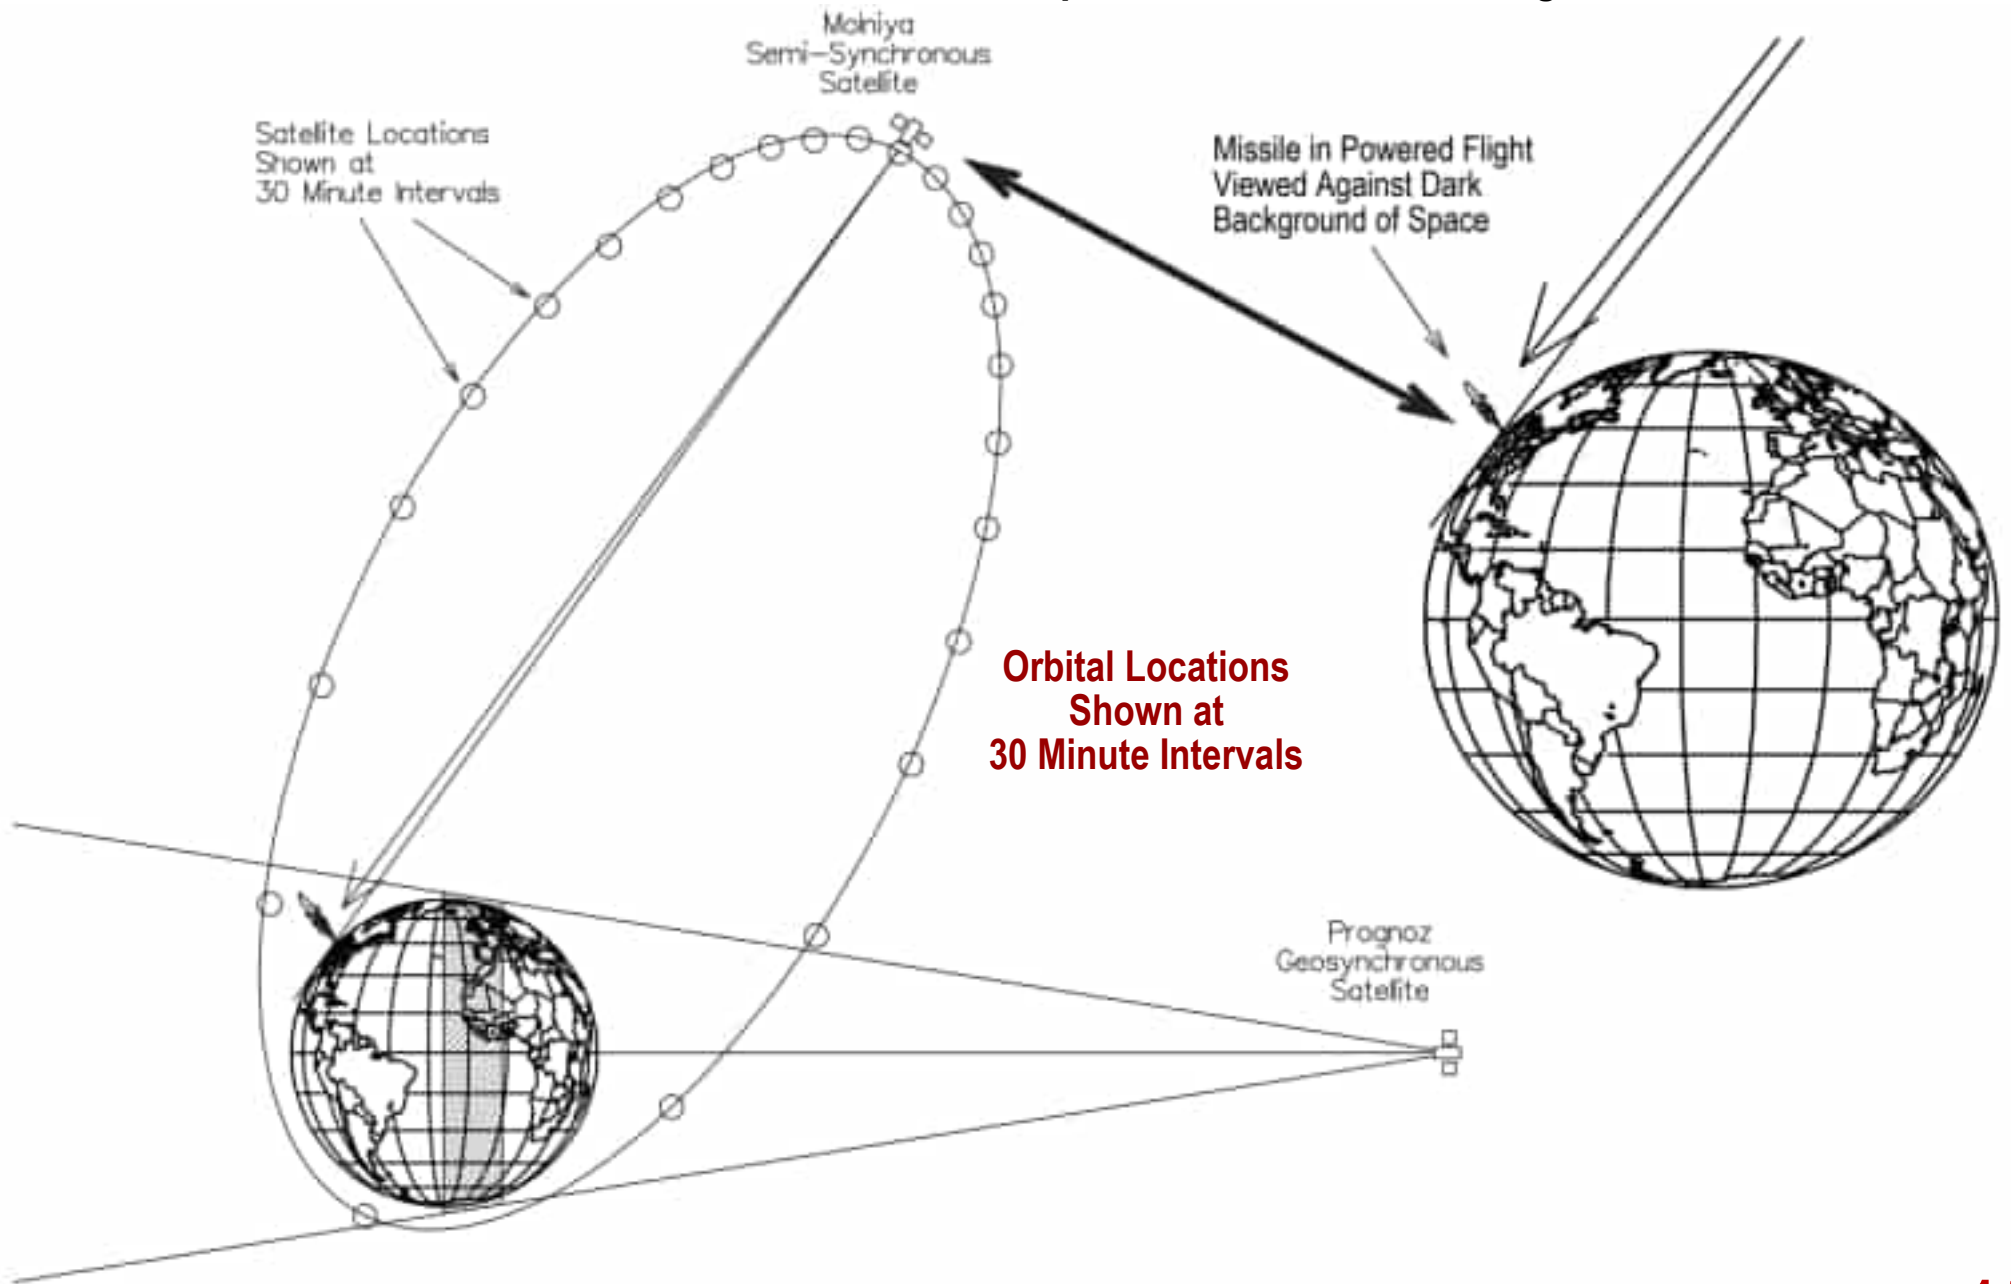 Molniya
Semi-Synchronous
Satellite
Satellite Locations
Shown at
30 Minute Intervals
Missile in Powered Flight
Viewed Against Dark
Background of Space
Orbital Locations
Shown at
30 Minute Intervals
Prognoz
Geosynchronous
Satellite